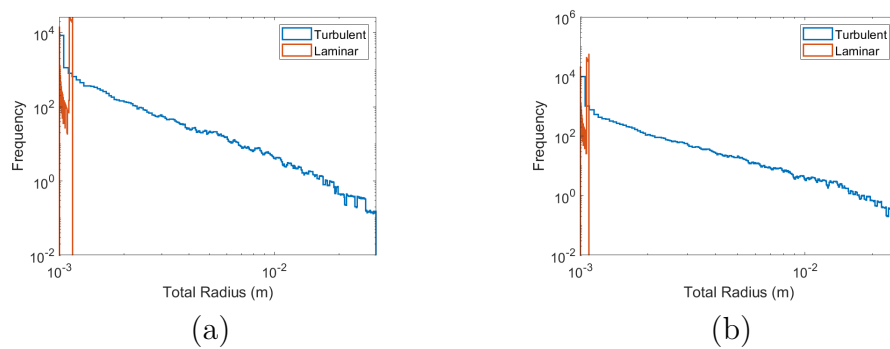 10^4
10^2
10^0
10^-2
10^-3
10^-2
Frequency
Total Radius (m)
Turbulent
Laminar
(a)
10^6
10^4
10^2
10^0
10^-2
10^-3
10^-2
Frequency
Total Radius (m)
Turbulent
Laminar
(b)